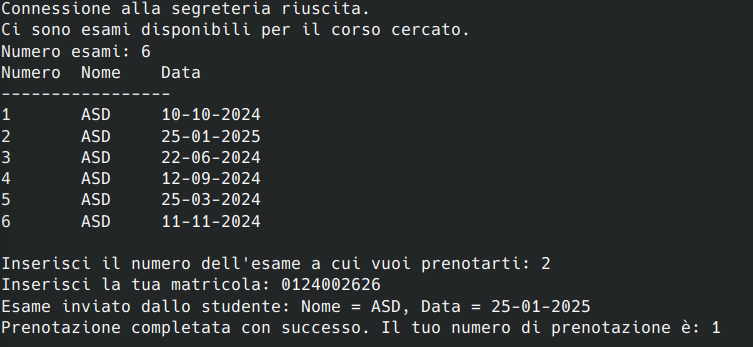 Connessione alla segreteria riuscita.
Ci sono esami disponibili per il corso cercato.
Numero esami: 6
Numero  Nome    Data
-----------------
1       ASD     10-10-2024
2       ASD     25-01-2025
3       ASD     22-06-2024
4       ASD     12-09-2024
5       ASD     25-03-2024
6       ASD     11-11-2024
Inserisci il numero dell'esame a cui vuoi prenotarti: 2
Inserisci la tua matricola: 0124002626
Esame inviato dallo studente: Nome = ASD, Data = 25-01-2025
Prenotazione completata con successo. Il tuo numero di prenotazione è: 1